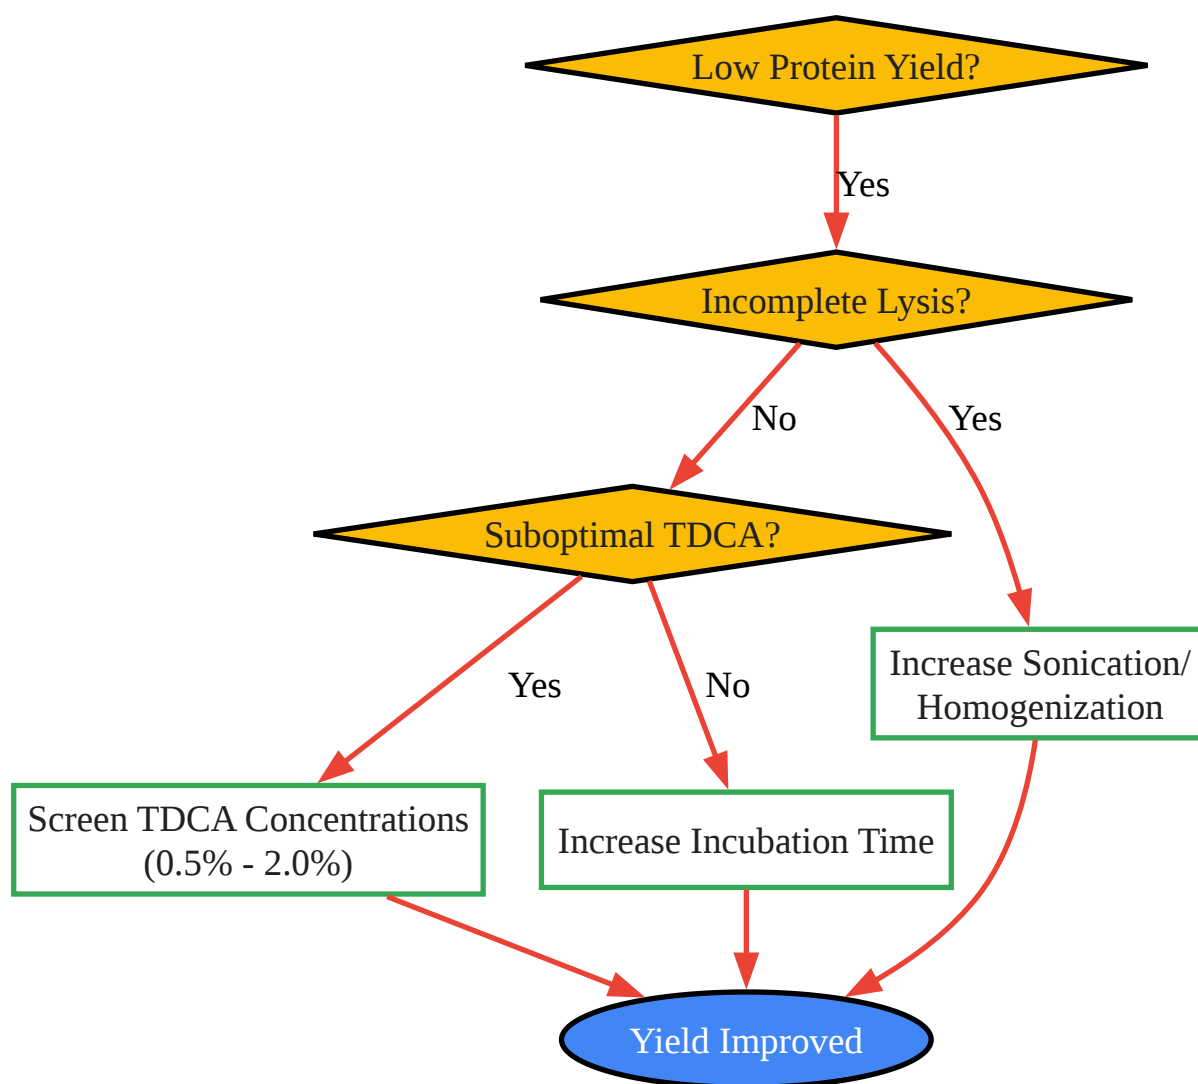 Low Protein Yield?
Yes
Incomplete Lysis?
No
Yes
Suboptimal TDCA?
Yes
No
Increase Sonication/
Homogenization
Screen TDCA Concentrations
(0.5% - 2.0%)
Increase Incubation Time
Yield Improved